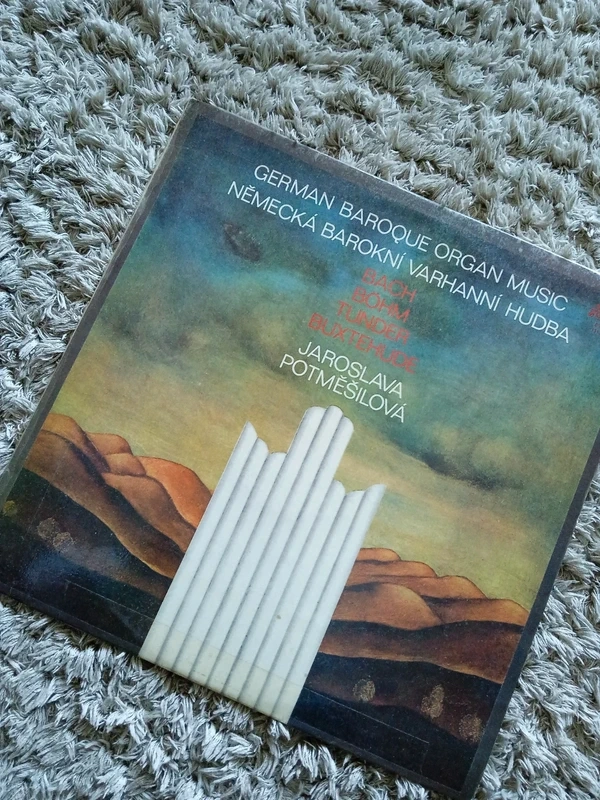 GERMAN BAROQUE ORGAN MUSIC
NĚMECKÁ BAROKNÍ VARHANNÍ HUDBA
BACH
BÖHM
TUNDER
BUXTEHUDE
JAROSLAVA
POTMĚŠILOVÁ